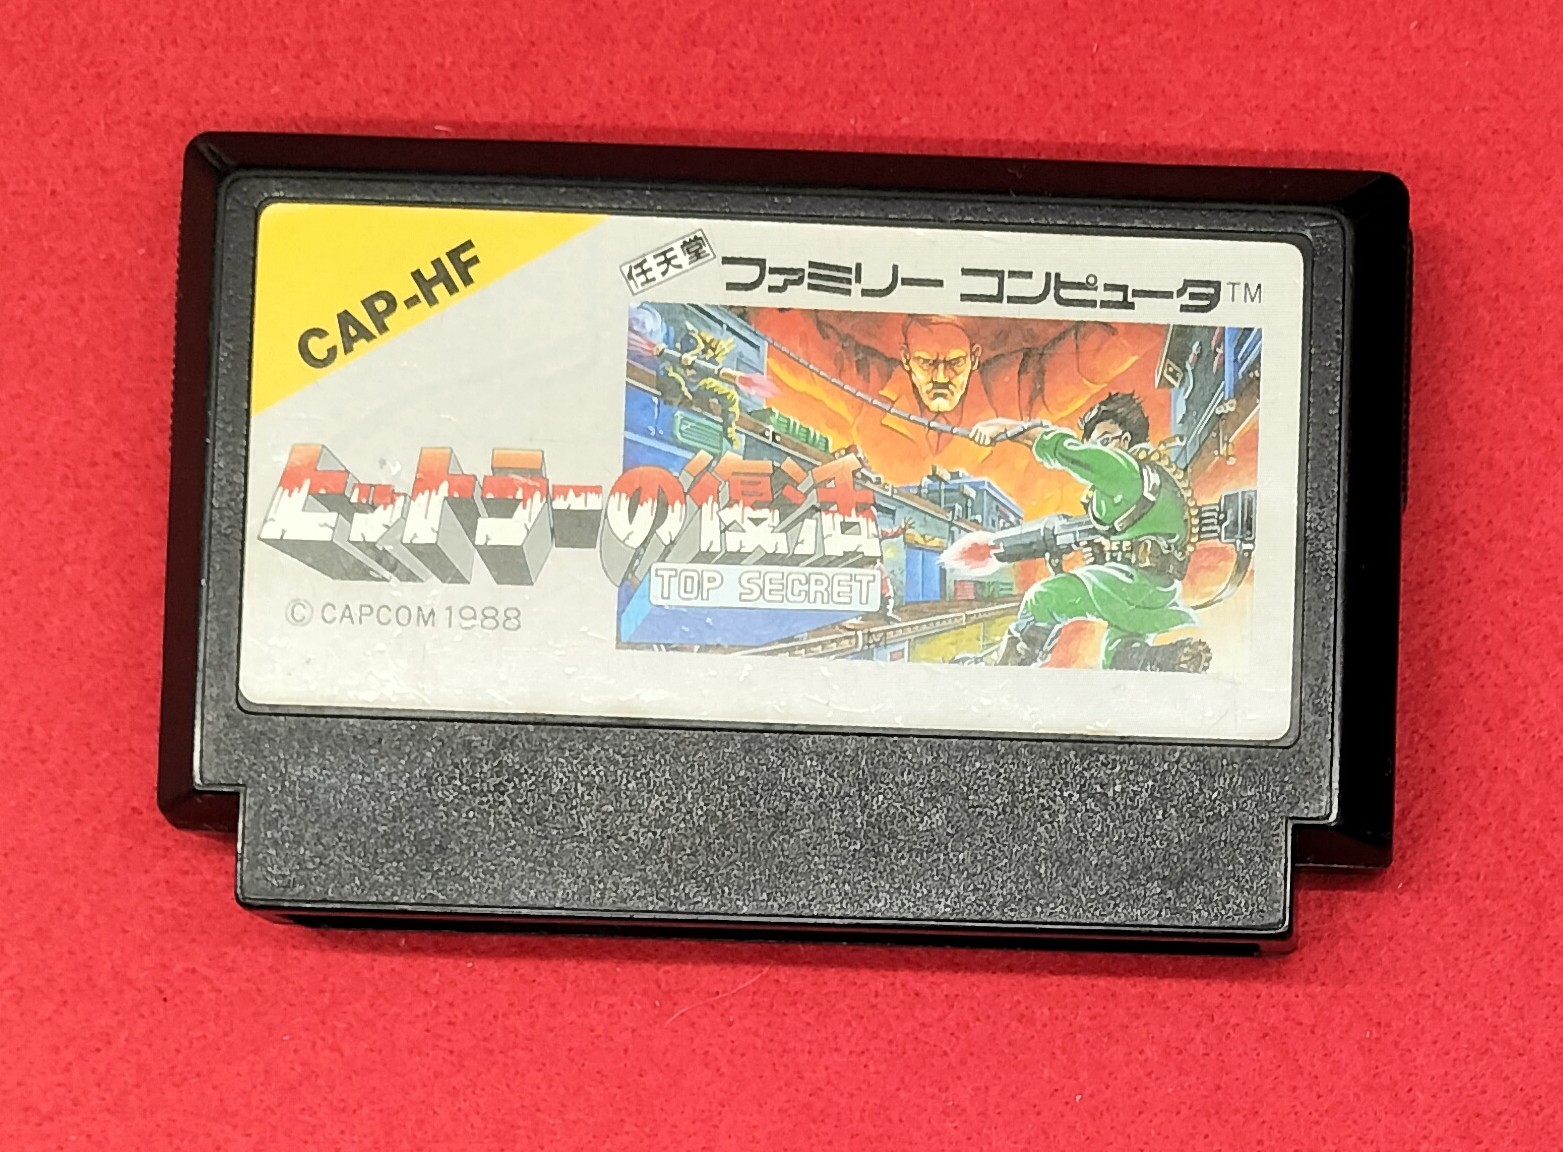 CAP-HF
任天堂
ファミリー コンピュータTM
ヒットラーの復活
TOP SECRET
©CAPCOM 1988